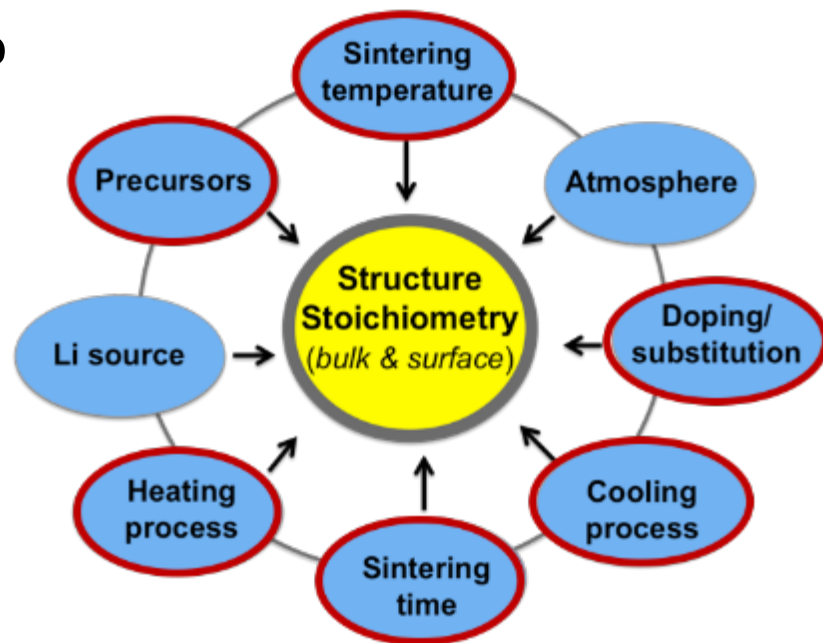 Sintering
temperature
Precursors
Atmosphere
Structure
Stoichiometry
(bulk & surface)
Doping/
substitution
Li source
Heating
process
Cooling
process
Sintering
time